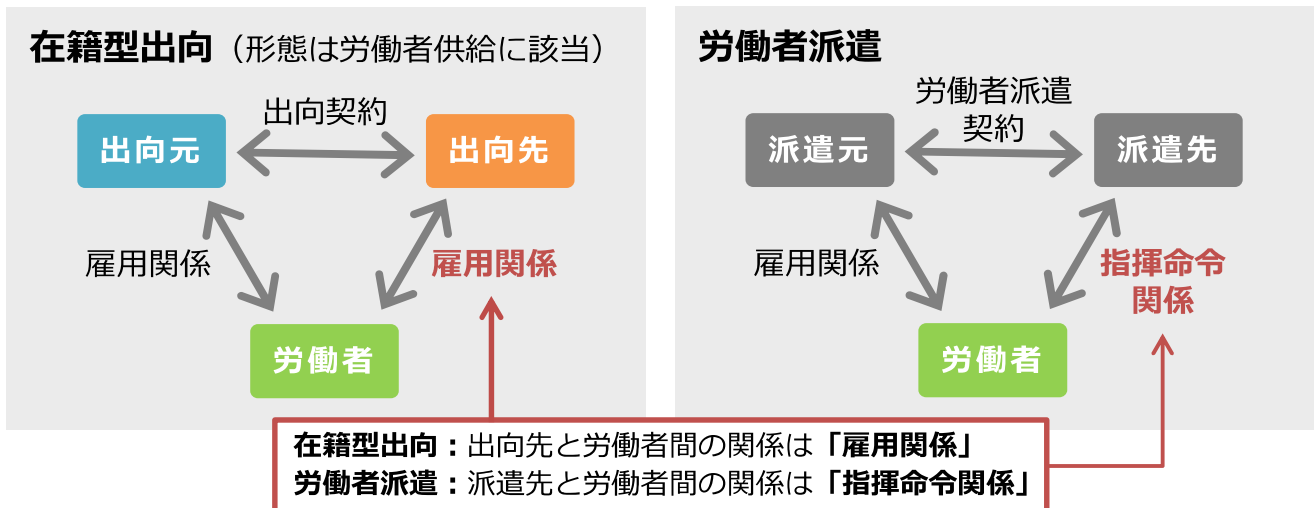 在籍型出向（形態は労働者供給に該当）
出向契約
出向元
出向先
雇用関係
雇用関係
労働者
労働者派遣
労働者派遣
契約
派遣元
派遣先
雇用関係
指揮命令
関係
労働者
在籍型出向：出向先と労働者間の関係は「雇用関係」
労働者派遣：派遣先と労働者間の関係は「指揮命令関係」